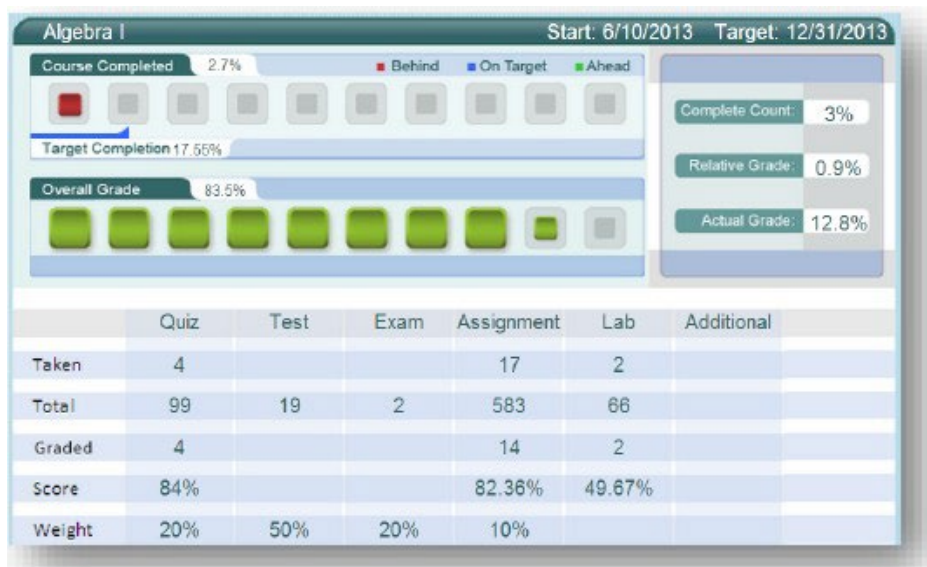 Algebra I Start: 6/10/2013 Target: 12/31/2013
Course Completed 2.7% Behind On Target Ahead
Target Completion 17.55%
Overall Grade 83.5%
Complete Count: 3%
Relative Grade: 0.9%
Actual Grade: 12.8%
Quiz Test Exam Assignment Lab Additional
Taken 4 17 2
Total 99 19 2 583 66
Graded 4 14 2
Score 84% 82.36% 49.67%
Weight 20% 50% 20% 10%